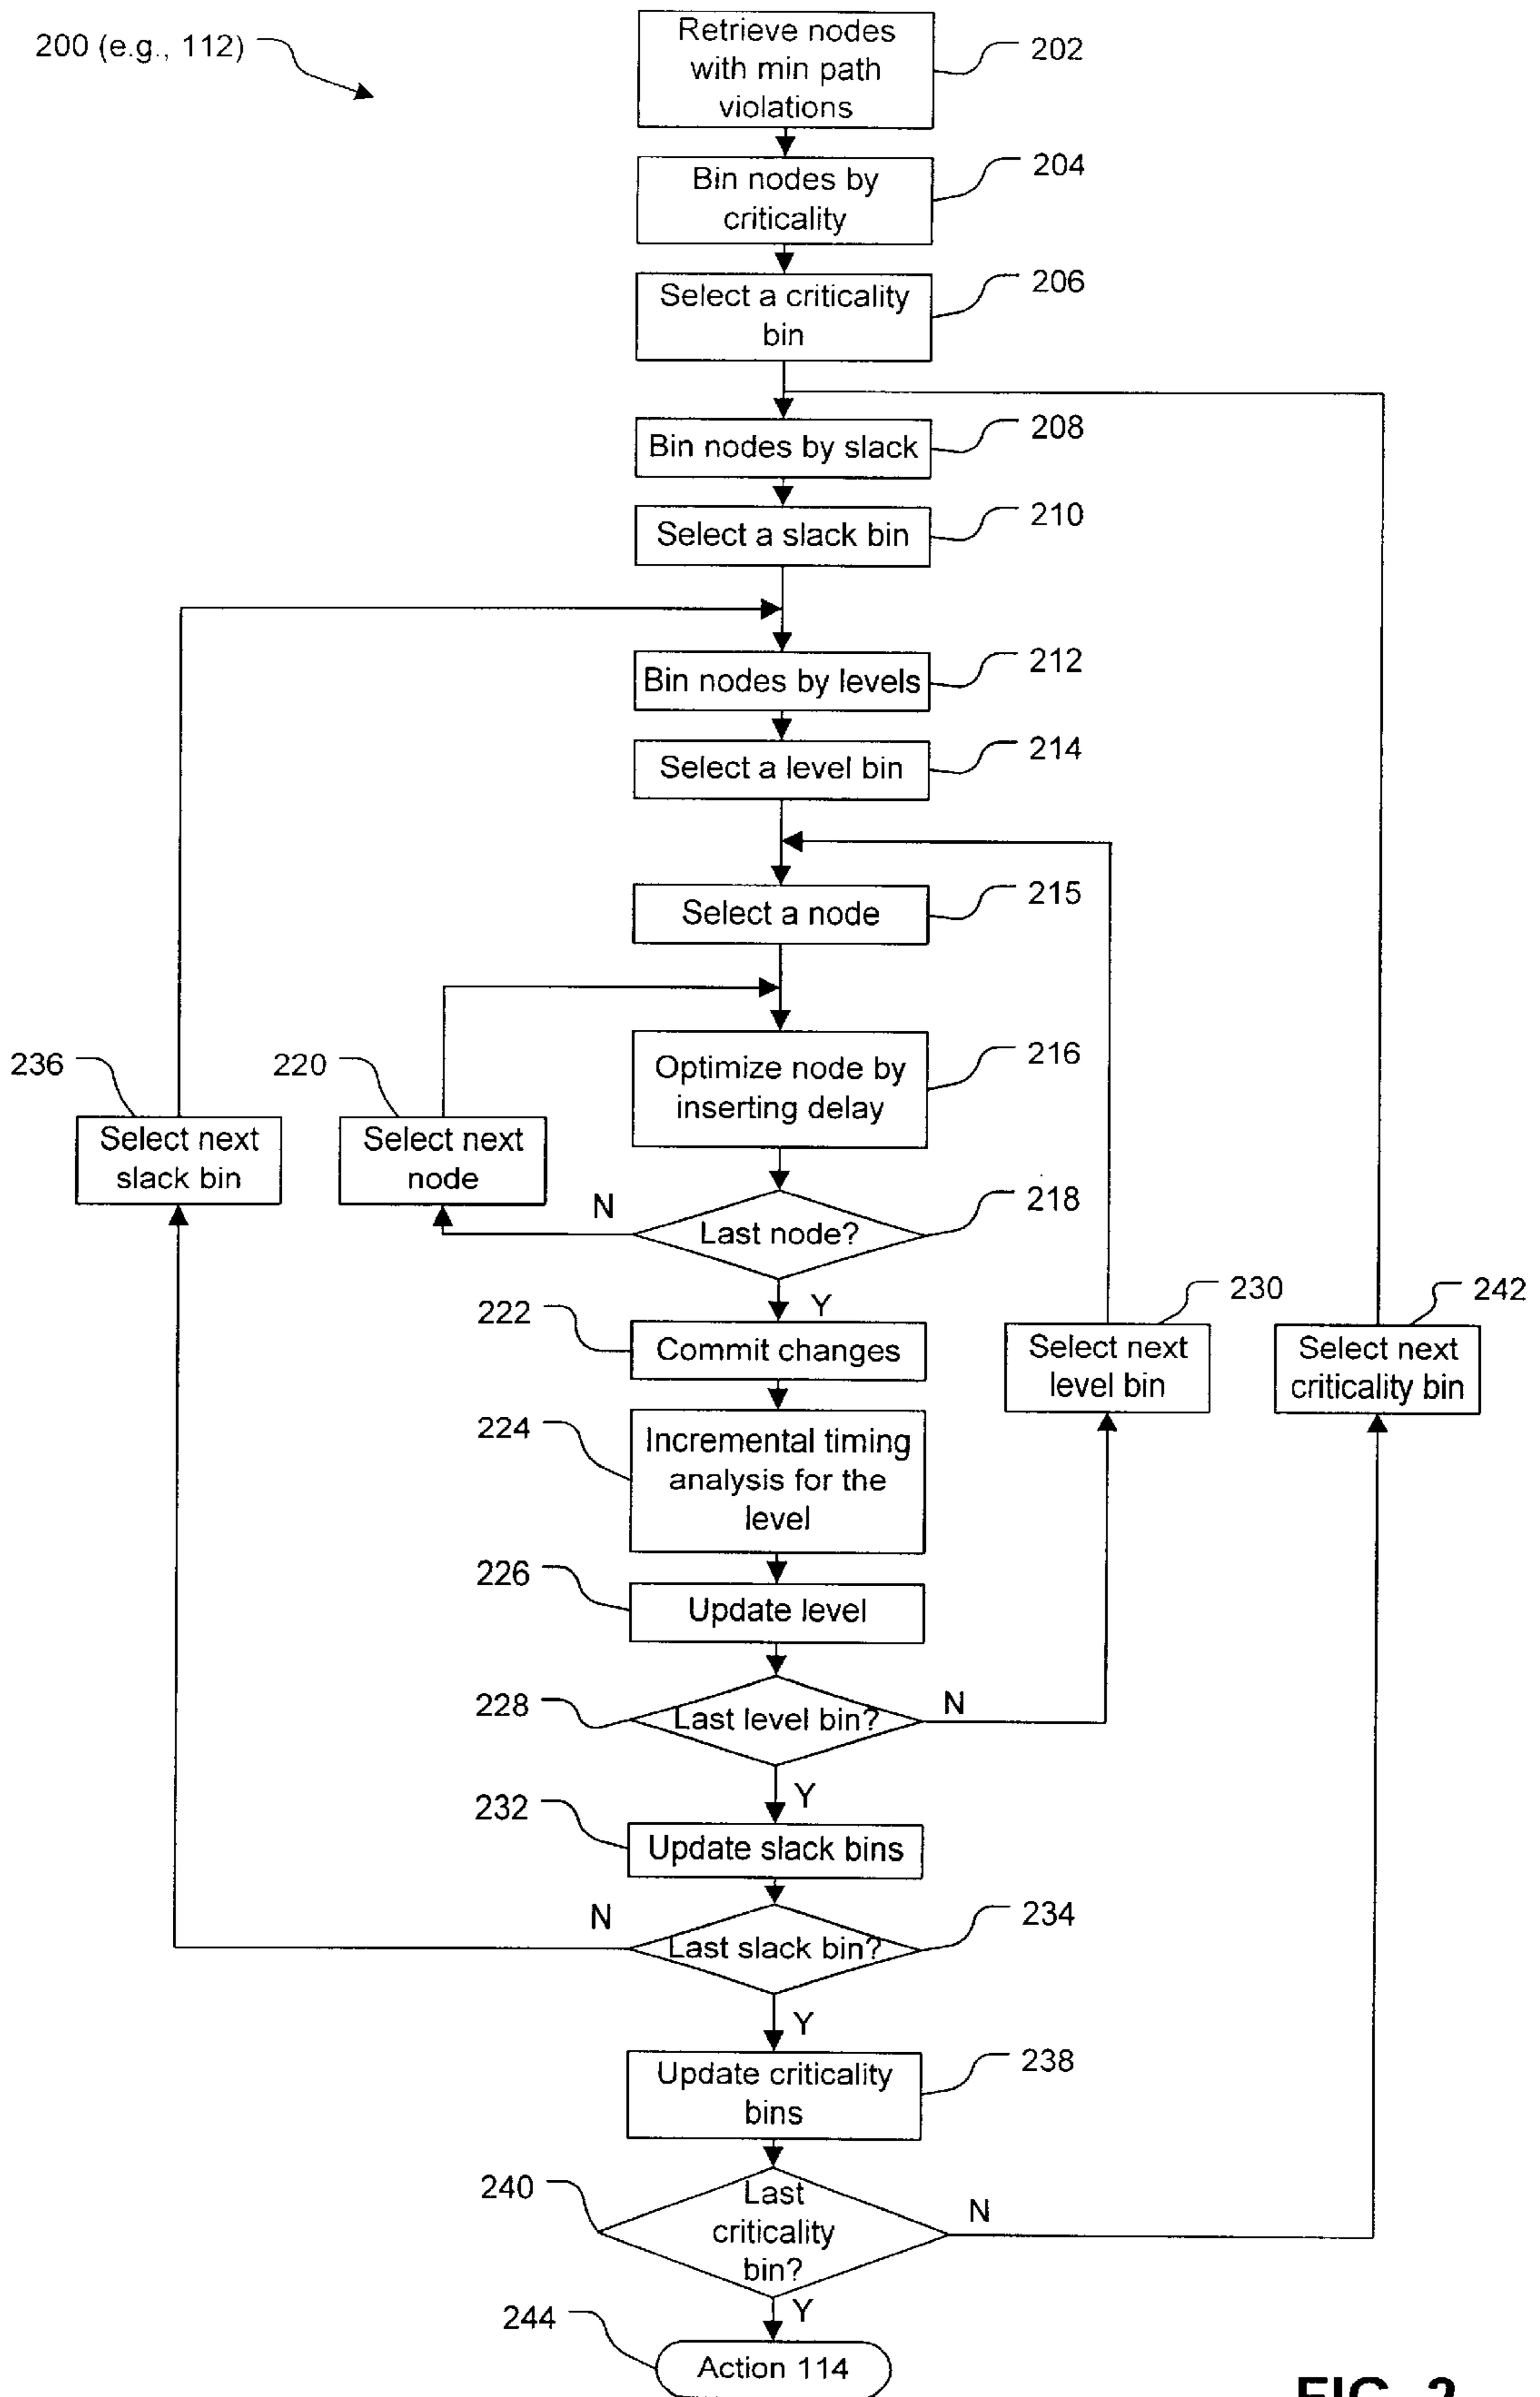 200 (e.g., 112)
Retrieve nodes
with min path
violations
202
Bin nodes by
criticality
204
Select a criticality
bin
206
Bin nodes by slack
208
Select a slack bin
210
Bin nodes by levels
212
Select a level bin
214
Select a node
215
Optimize node by
inserting delay
216
236
Select next
slack bin
220
Select next
node
N
Last node?
218
Y
222
Commit changes
230
Select next
level bin
242
Select next
criticality bin
224
Incremental timing
analysis for the
level
226
Update level
228
Last level bin?
N
Y
232
Update slack bins
N
Last slack bin?
234
Y
Update criticality
bins
238
240
Last
criticality
bin?
N
Y
244
Action 114
FIG. 2